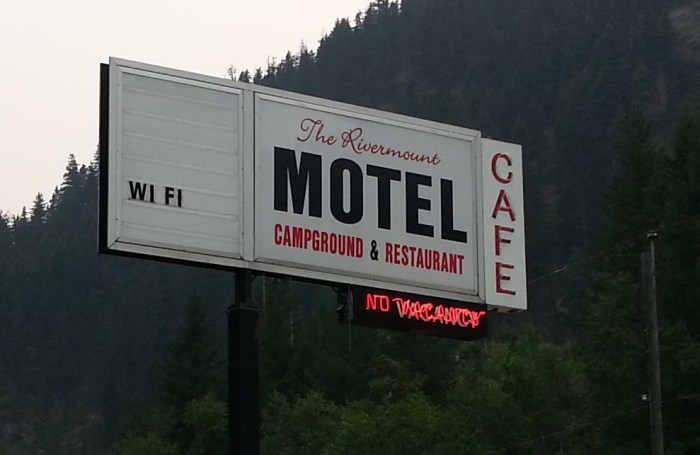 WI FI
The Rivermount
MOTEL
CAMPGROUND & RESTAURANT
CAFE
NO VACANCY